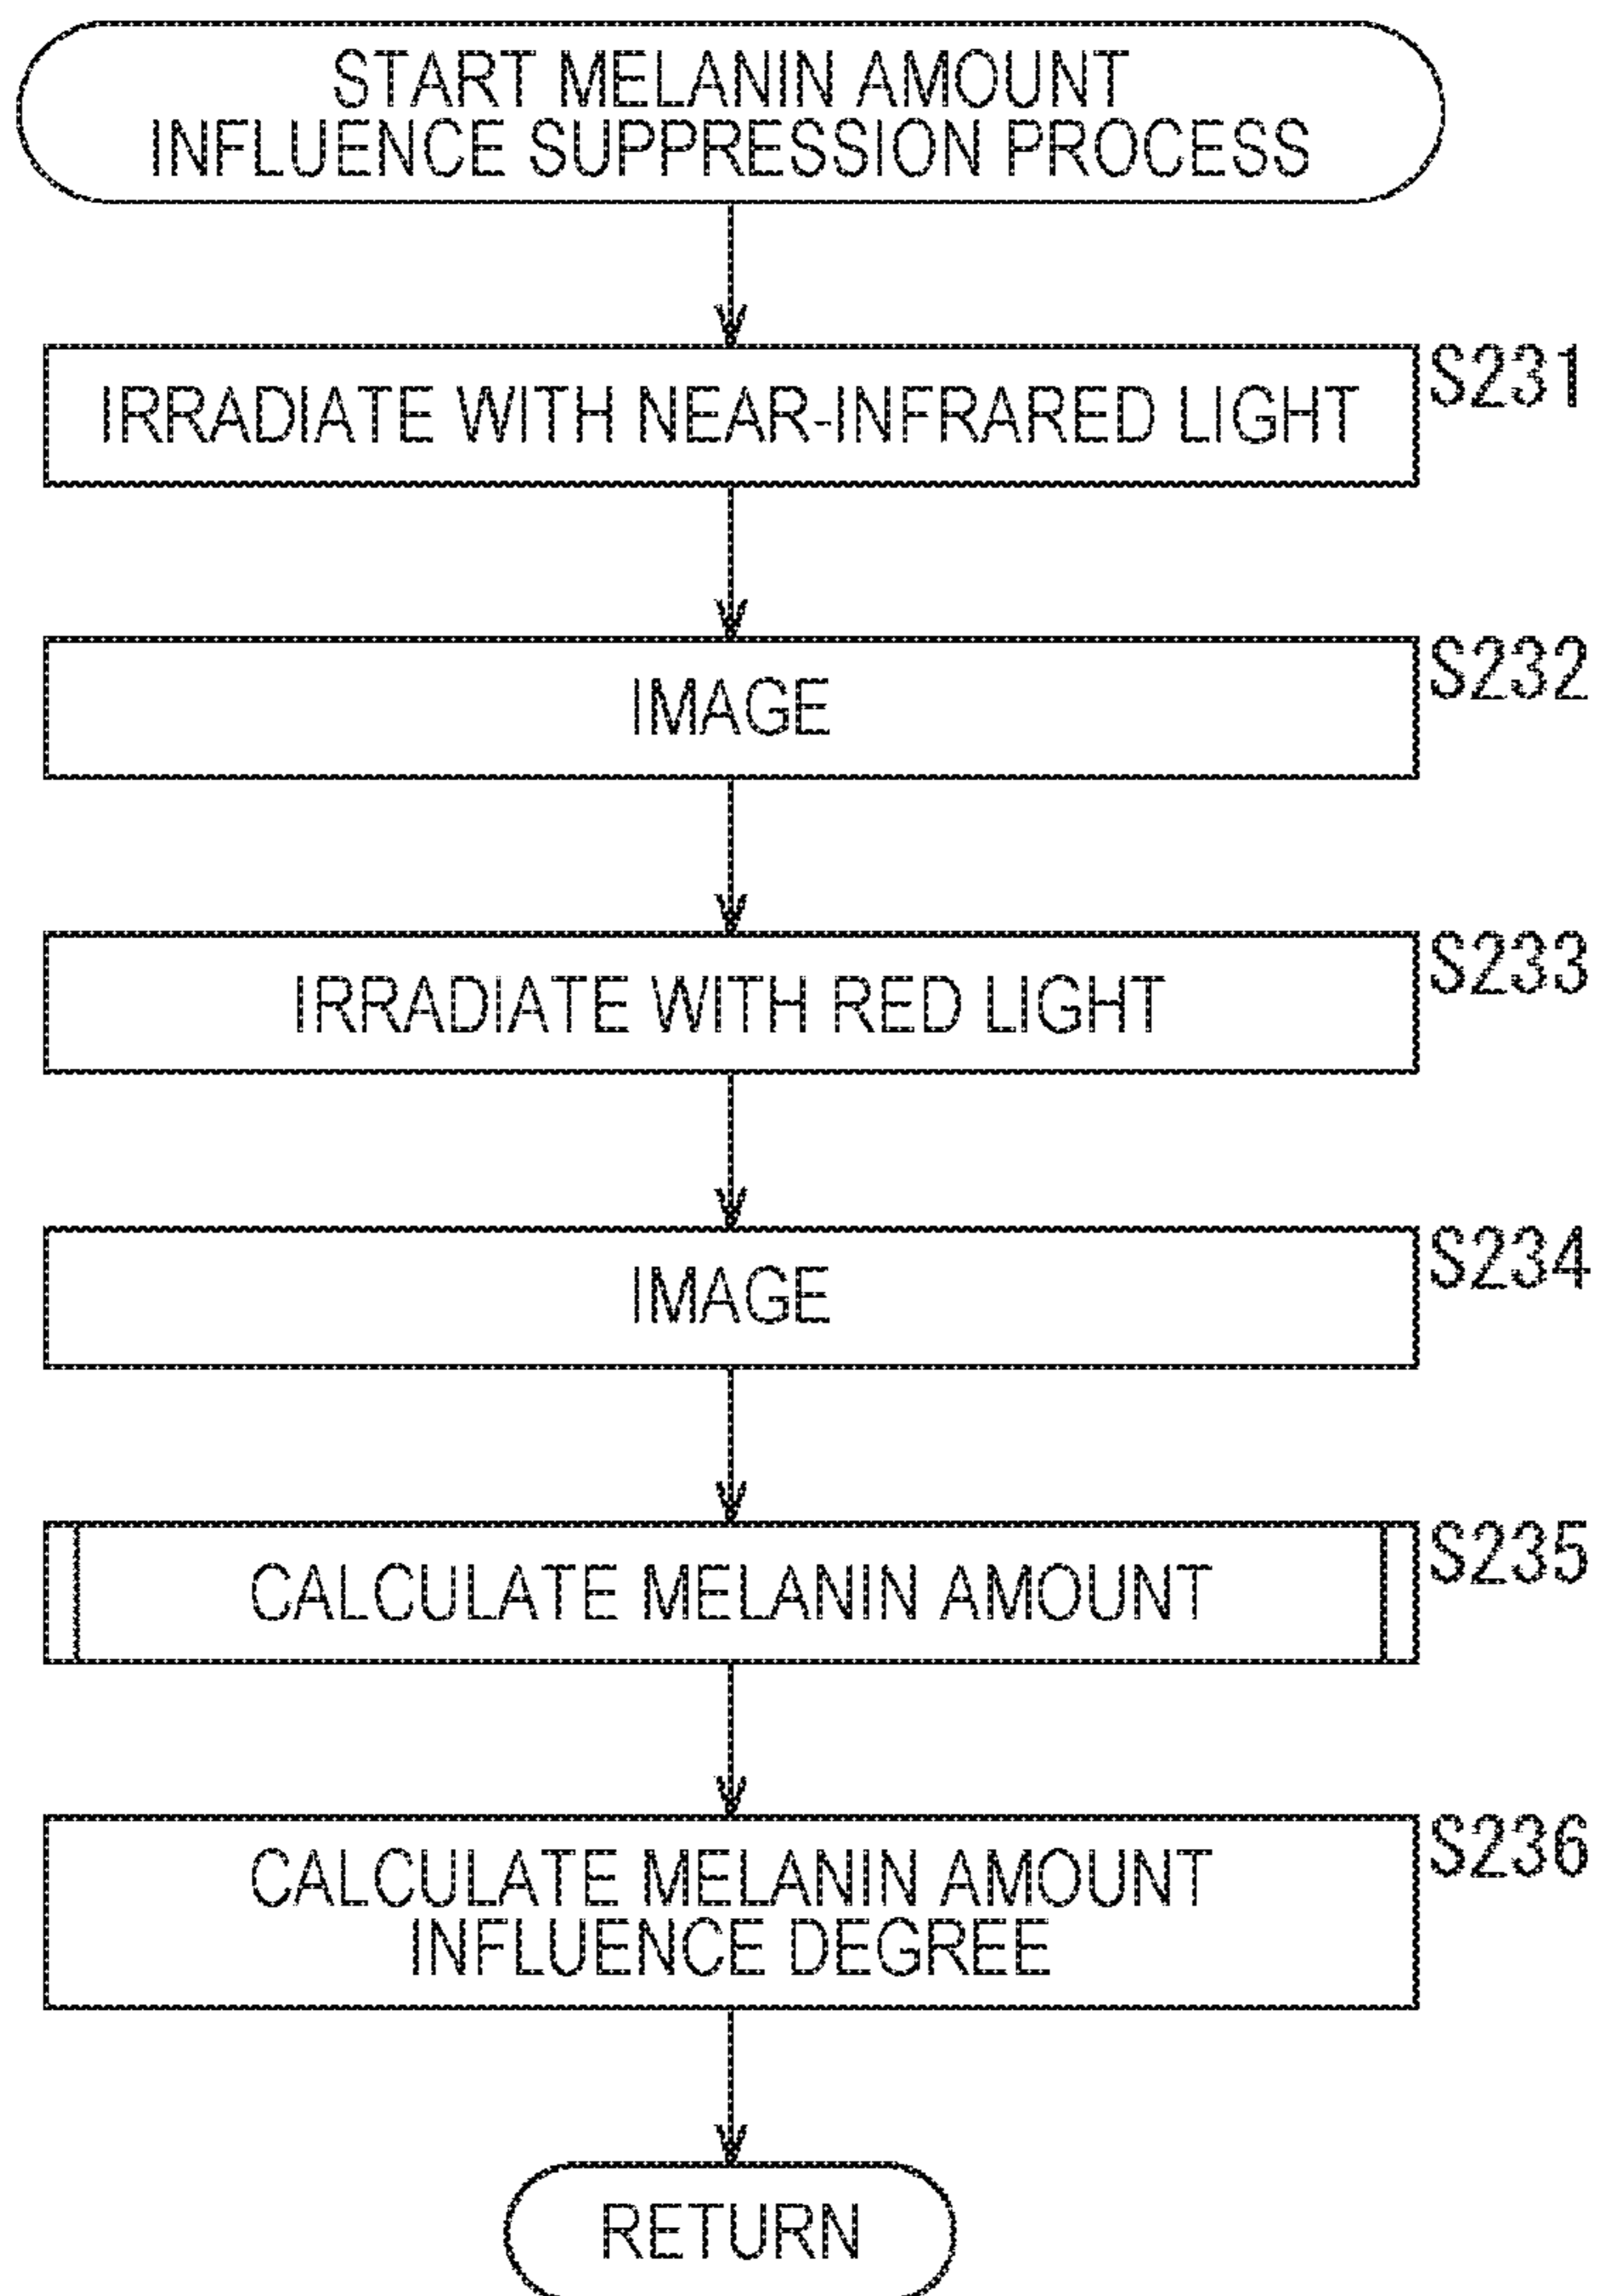 START MELANIN AMOUNT
INFLUENCE SUPPRESSION PROCESS
IRRADIATE WITH NEAR-INFRARED LIGHT
S231
IMAGE
S232
IRRADIATE WITH RED LIGHT
S233
IMAGE
S234
CALCULATE MELANIN AMOUNT
S235
CALCULATE MELANIN AMOUNT
INFLUENCE DEGREE
S236
RETURN